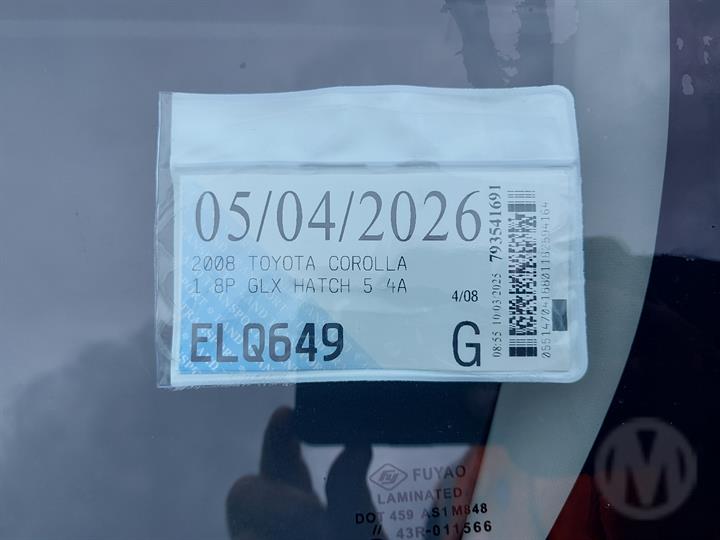 05/04/2026
2008 TOYOTA COROLLA
1.8P GLX HATCH 5 4A
4/08
ELQ649
G
08:55 10/03/2025 793541691
FUYAO
LAMINATED
DOT 459 AS1 M848
// 43R-011566
M